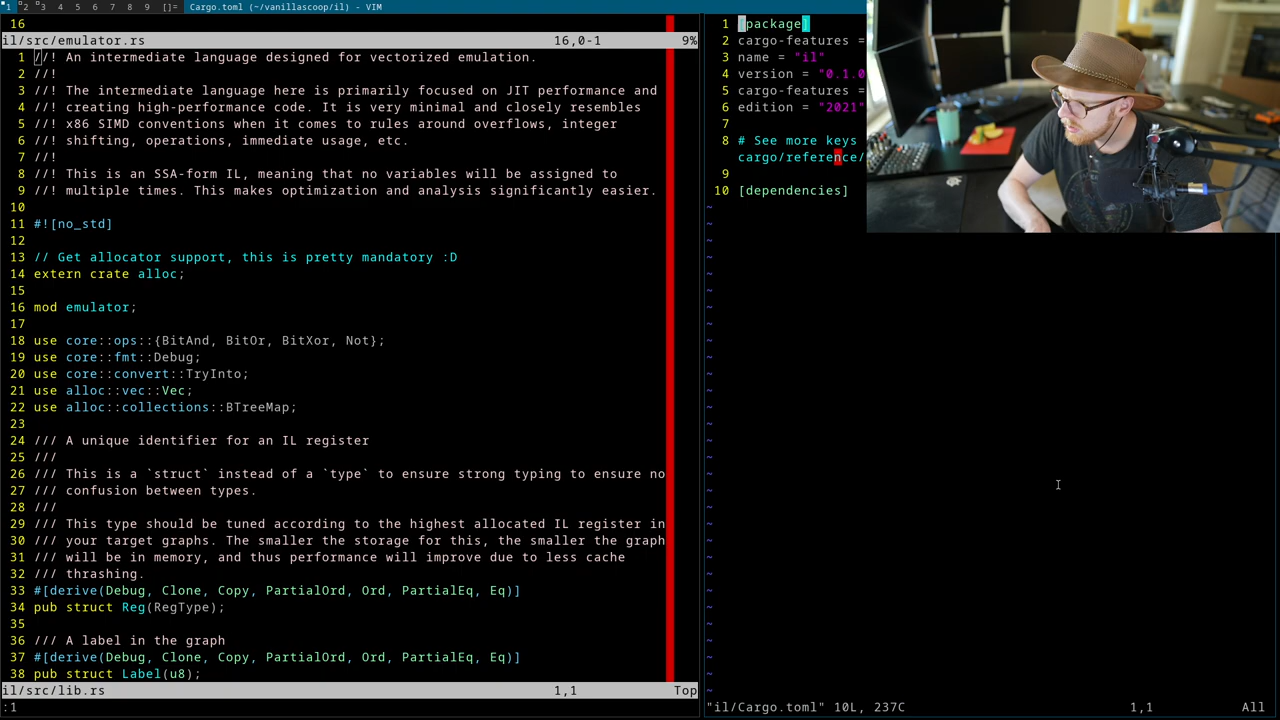 1 2 3 4 5 6 7 8 9 []= Cargo.toml (~/vanillascoop/il) - VIM
16
il/src/emulator.rs 16,0-1 9%
1 //! An intermediate language designed for vectorized emulation.
2 //!
3 //! The intermediate language here is primarily focused on JIT performance and
4 //! creating high-performance code. It is very minimal and closely resembles
5 //! x86 SIMD conventions when it comes to rules around overflows, integer
6 //! shifting, operations, immediate usage, etc.
7 //!
8 //! This is an SSA-form IL, meaning that no variables will be assigned to
9 //! multiple times. This makes optimization and analysis significantly easier.
10
11 #![no_std]
12
13 // Get allocator support, this is pretty mandatory :D
14 extern crate alloc;
15
16 mod emulator;
17
18 use core::ops::{BitAnd, BitOr, BitXor, Not};
19 use core::fmt::Debug;
20 use core::convert::TryInto;
21 use alloc::vec::Vec;
22 use alloc::collections::BTreeMap;
23
24 /// A unique identifier for an IL register
25 ///
26 /// This is a `struct` instead of a `type` to ensure strong typing to ensure no
27 /// confusion between types.
28 ///
29 /// This type should be tuned according to the highest allocated IL register in
30 /// your target graphs. The smaller the storage for this, the smaller the graph
31 /// will be in memory, and thus performance will improve due to less cache
32 /// thrashing.
33 #[derive(Debug, Clone, Copy, PartialOrd, Ord, PartialEq, Eq)]
34 pub struct Reg(RegType);
35
36 /// A label in the graph
37 #[derive(Debug, Clone, Copy, PartialOrd, Ord, PartialEq, Eq)]
38 pub struct Label(u8);
il/src/lib.rs 1,1 Top
:1
1 [package]
2 cargo-features =
3 name = "il"
4 version = "0.1.0
5 cargo-features =
6 edition = "2021"
7
8 # See more keys
cargo/reference/
9
10 [dependencies]
"il/Cargo.toml" 10L, 237C 1,1 All